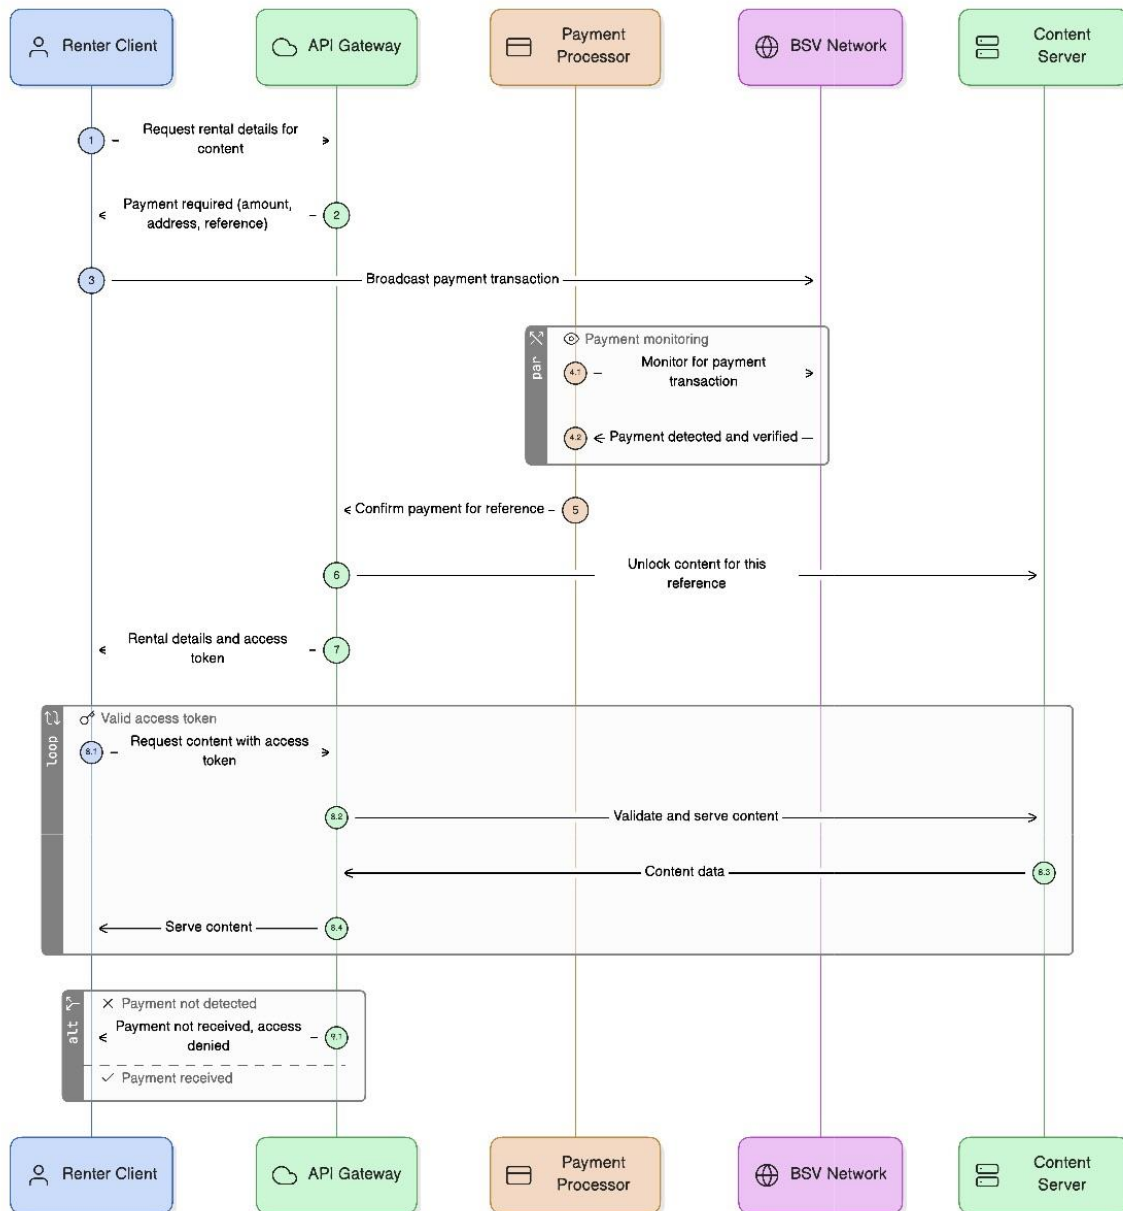 Renter Client
API Gateway
Payment
Processor
BSV Network
Content
Server
1
Request rental details for
content
Payment required (amount,
address, reference)
2
3
Broadcast payment transaction
par
Payment monitoring
4.1
Monitor for payment
transaction
4.2
Payment detected and verified
Confirm payment for reference
5
6
Unlock content for this
reference
Rental details and access
token
7
loop
Valid access token
8.1
Request content with access
token
8.2
Validate and serve content
Content data
8.3
Serve content
8.4
alt
Payment not detected
Payment not received, access
denied
9.1
Payment received
Renter Client
API Gateway
Payment
Processor
BSV Network
Content
Server